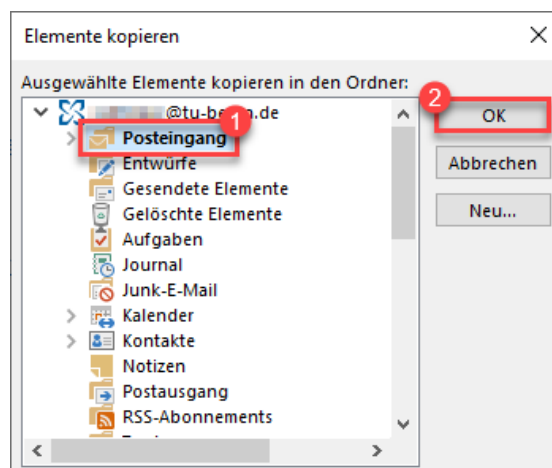 Elemente kopieren
Ausgewählte Elemente kopieren in den Ordner:
@tu-be n.de
1
2
OK
Posteingang
Abbrechen
Entwürfe
Gesendete Elemente
Neu...
Gelöschte Elemente
Aufgaben
Journal
Junk-E-Mail
Kalender
Kontakte
Notizen
Postausgang
RSS-Abonnements